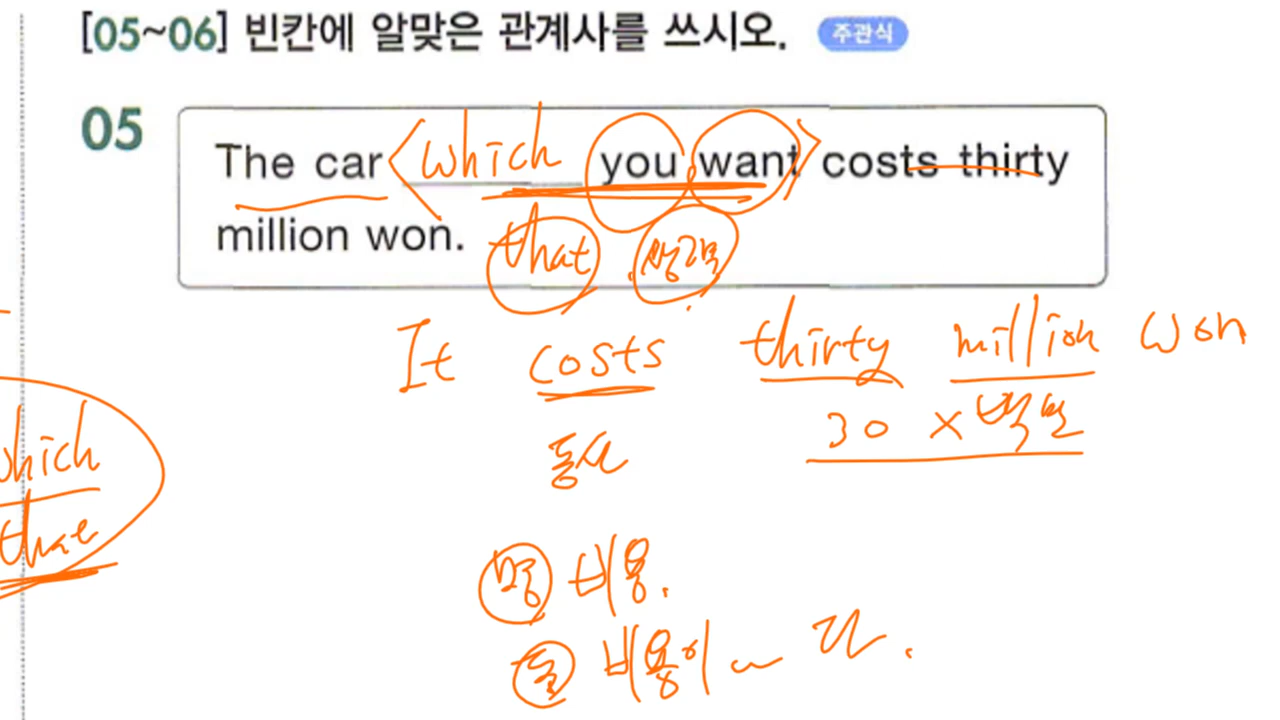 [05~06] 빈칸에 알맞은 관계사를 쓰시오. 주관식
05
The car <which you want> costs thirty
million won.
that 생략
It costs thirty million won
30 × 백만
동사
which
that
명 비용.
동 비용이 ~ 다.